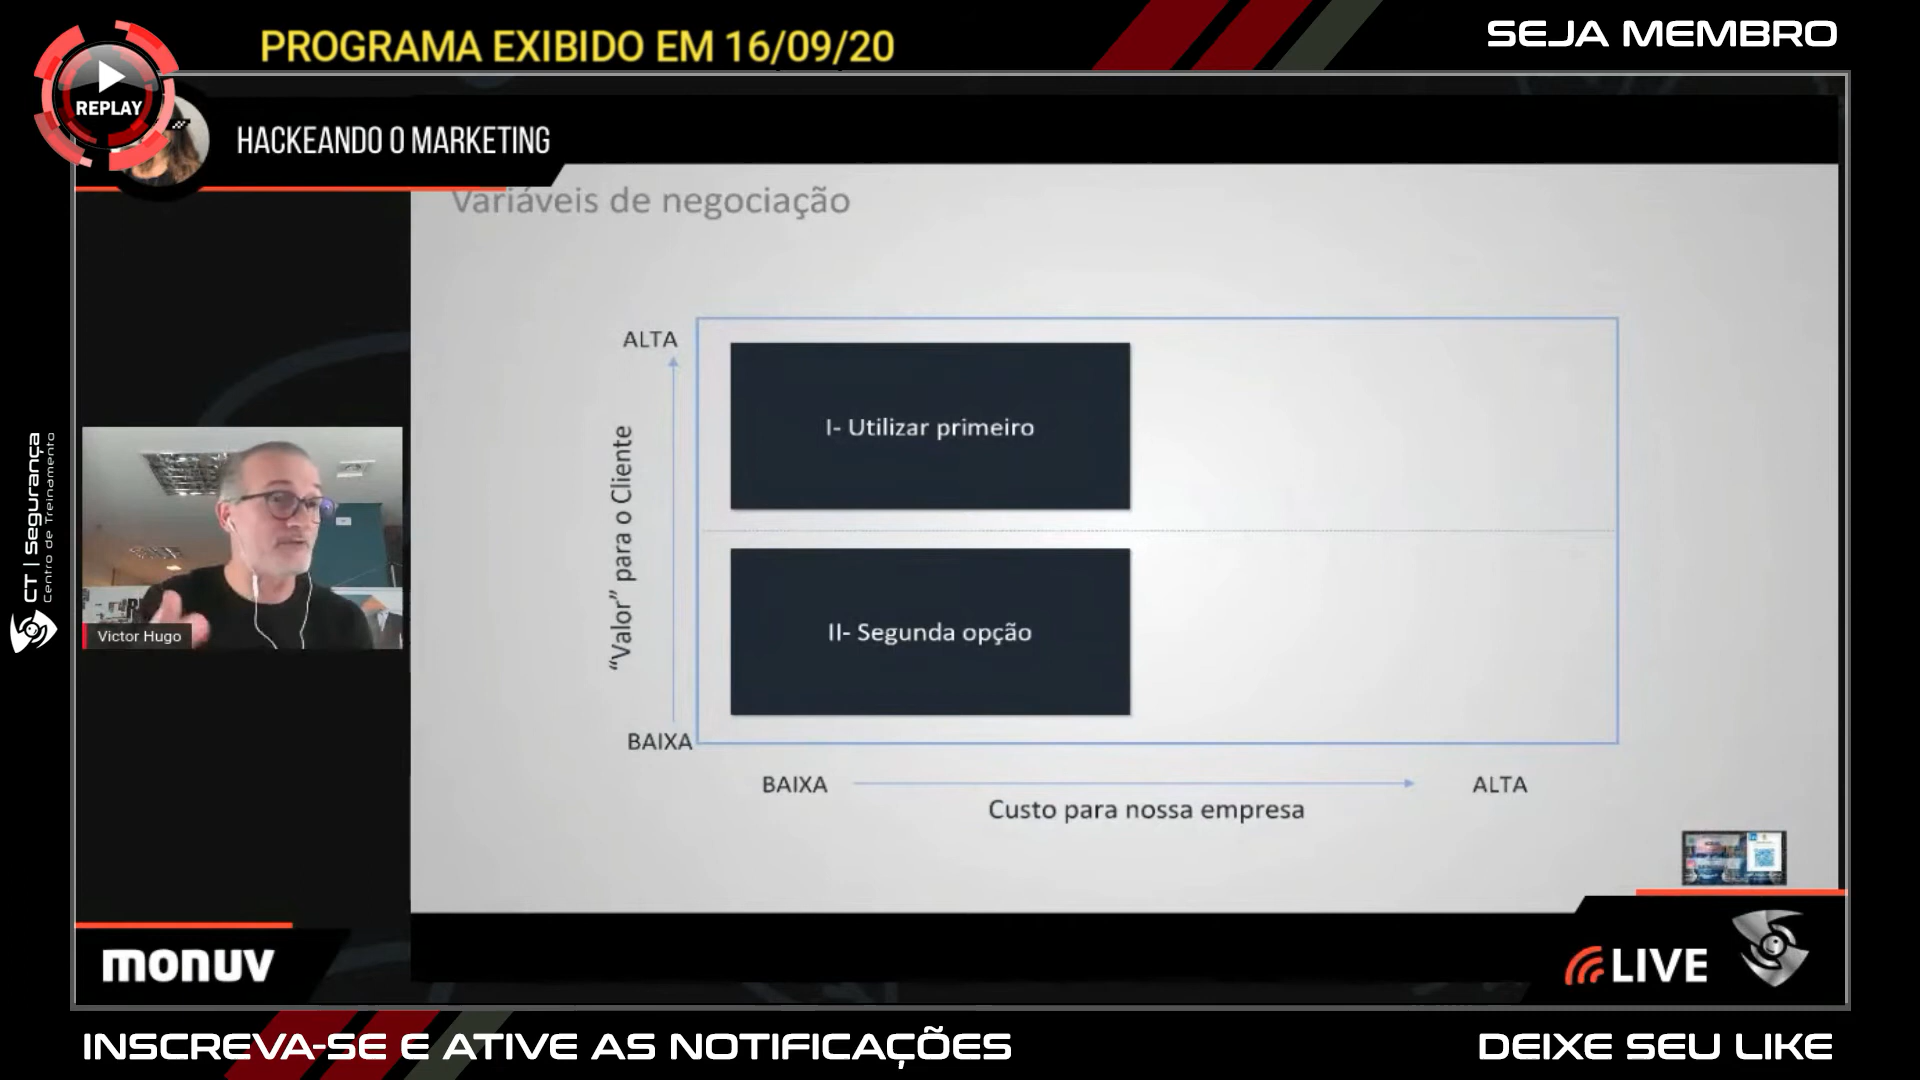 PROGRAMA EXIBIDO EM 16/09/20
SEJA MEMBRO
REPLAY
HACKEANDO O MARKETING
Variáveis de negociação
ALTA
I- Utilizar primeiro
"Valor" para o Cliente
II- Segunda opção
BAIXA
BAIXA
ALTA
Custo para nossa empresa
CT | Segurança
Centro de Treinamento
Victor Hugo
monuv
LIVE
INSCREVA-SE E ATIVE AS NOTIFICAÇÕES
DEIXE SEU LIKE